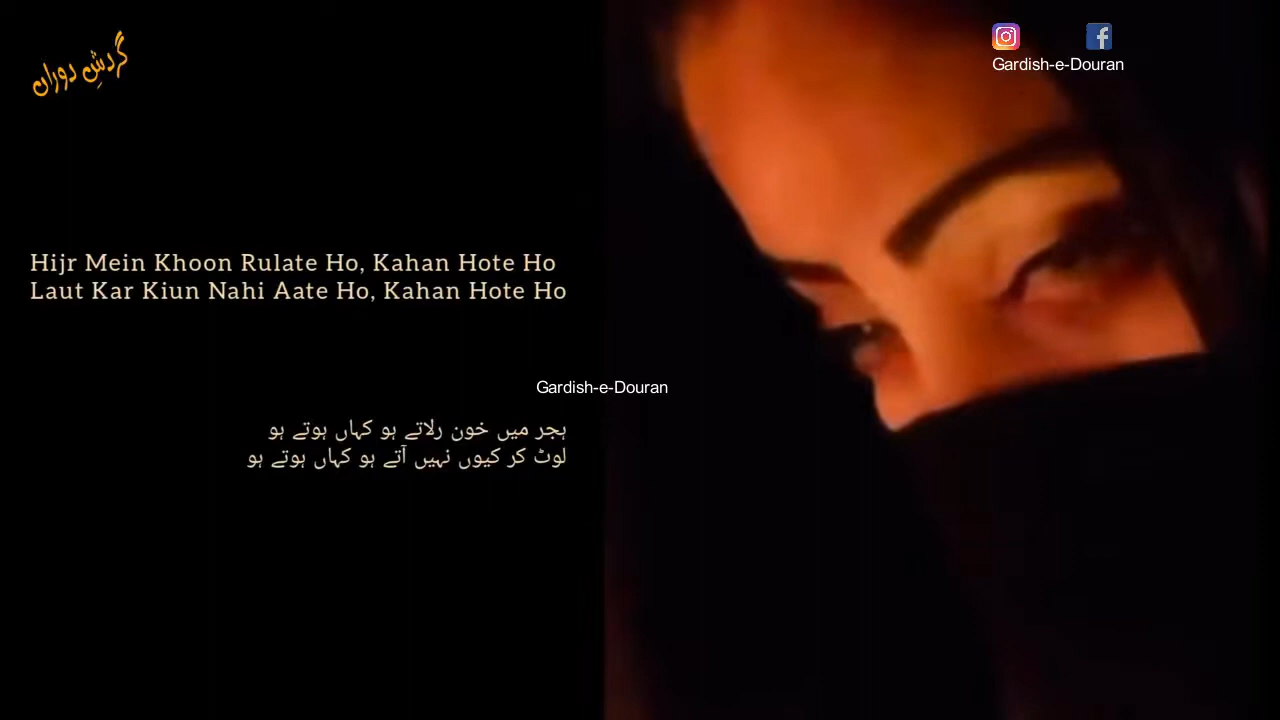 گردشِ دوراں
Gardish-e-Douran
Hijr Mein Khoon Rulate Ho, Kahan Hote Ho
Laut Kar Kiun Nahi Aate Ho, Kahan Hote Ho
Gardish-e-Douran
ہجر میں خون رلاتے ہو کہاں ہوتے ہو
لوٹ کر کیوں نہیں آتے ہو کہاں ہوتے ہو